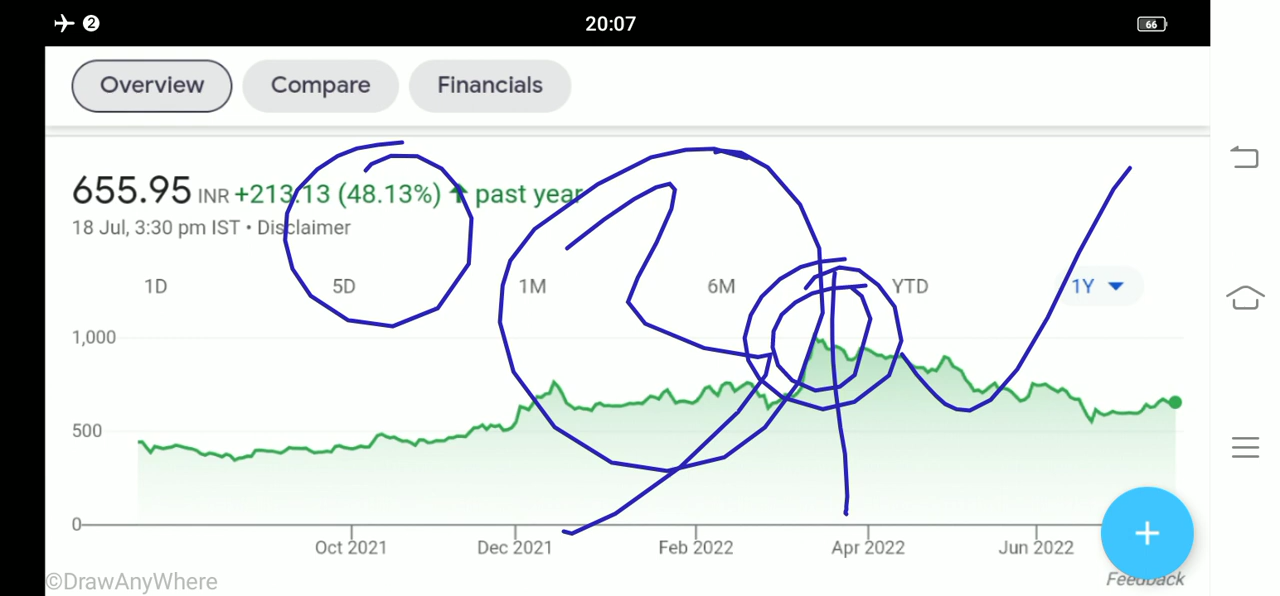 2 20:07 66
Overview Compare Financials
655.95 INR +213.13 (48.13%) ↑ past year
18 Jul, 3:30 pm IST • Disclaimer
1D 5D 1M 6M YTD 1Y
1,000
500
0
Oct 2021 Dec 2021 Feb 2022 Apr 2022 Jun 2022
Feedback
©DrawAnyWhere